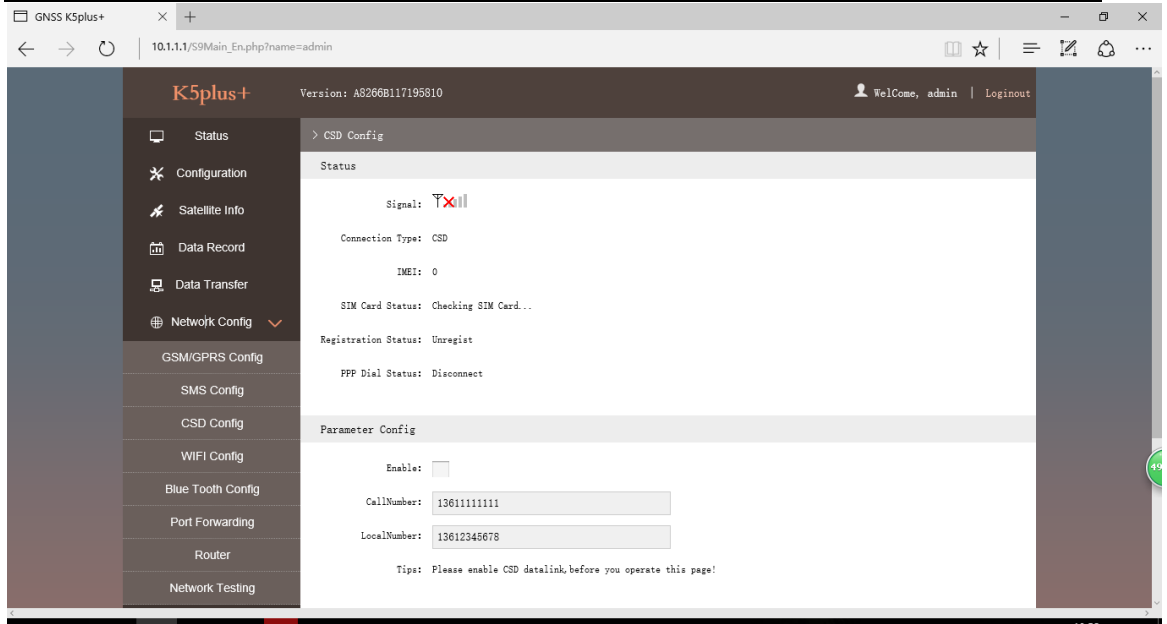 GNSS K5plus+
10.1.1.1/S9Main_En.php?name=admin
K5plus+
Version: A8266B117195810
WelCome, admin | Loginout
Status
Configuration
Satellite Info
Data Record
Data Transfer
Network Config
GSM/GPRS Config
SMS Config
CSD Config
WIFI Config
Blue Tooth Config
Port Forwarding
Router
Network Testing
> CSD Config
Status
Signal:
Connection Type: CSD
IMEI: 0
SIM Card Status: Checking SIM Card...
Registration Status: Unregist
PPP Dial Status: Disconnect
Parameter Config
Enable:
CallNumber: 13611111111
LocalNumber: 13612345678
Tips: Please enable CSD datalink,before you operate this page!
49